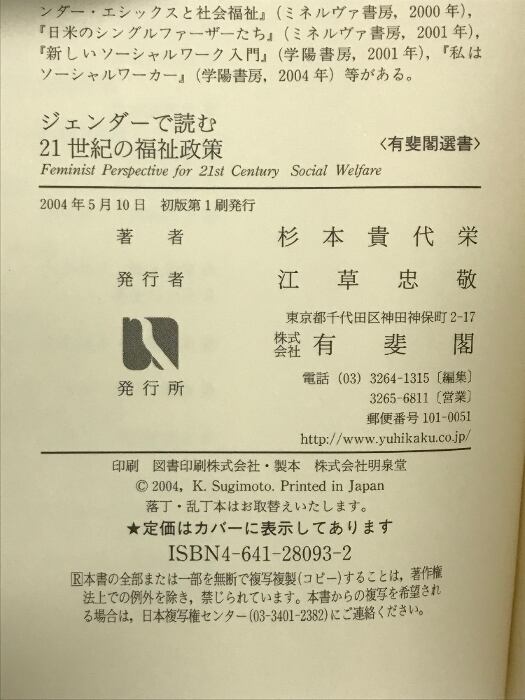 ンダー・エシックスと社会福祉』（ミネルヴァ書房，2000年），
『日米のシングルファーザーたち』（ミネルヴァ書房，2001年），
『新しいソーシャルワーク入門』（学陽書房，2001年），『私は
ソーシャルワーカー』（学陽書房，2004年）等がある。
ジェンダーで読む
21世紀の福祉政策 〈有斐閣選書〉
Feminist Perspective for 21st Century Social Welfare
2004年5月10日 初版第1刷発行
著者 杉本貴代栄
発行者 江草忠敬
東京都千代田区神田神保町2-17
発行所 株式会社 有斐閣
電話 (03) 3264-1315〔編集〕
3265-6811〔営業〕
郵便番号 101-0051
http://www.yuhikaku.co.jp/
印刷 図書印刷株式会社・製本 株式会社明泉堂
© 2004, K. Sugimoto. Printed in Japan
落丁・乱丁本はお取替えいたします。
★定価はカバーに表示してあります
ISBN4-641-28093-2
Ⓡ本書の全部または一部を無断で複写複製(コピー)することは，著作権
法上での例外を除き，禁じられています。本書からの複写を希望され
る場合は，日本複写権センター(03-3401-2382)にご連絡ください。